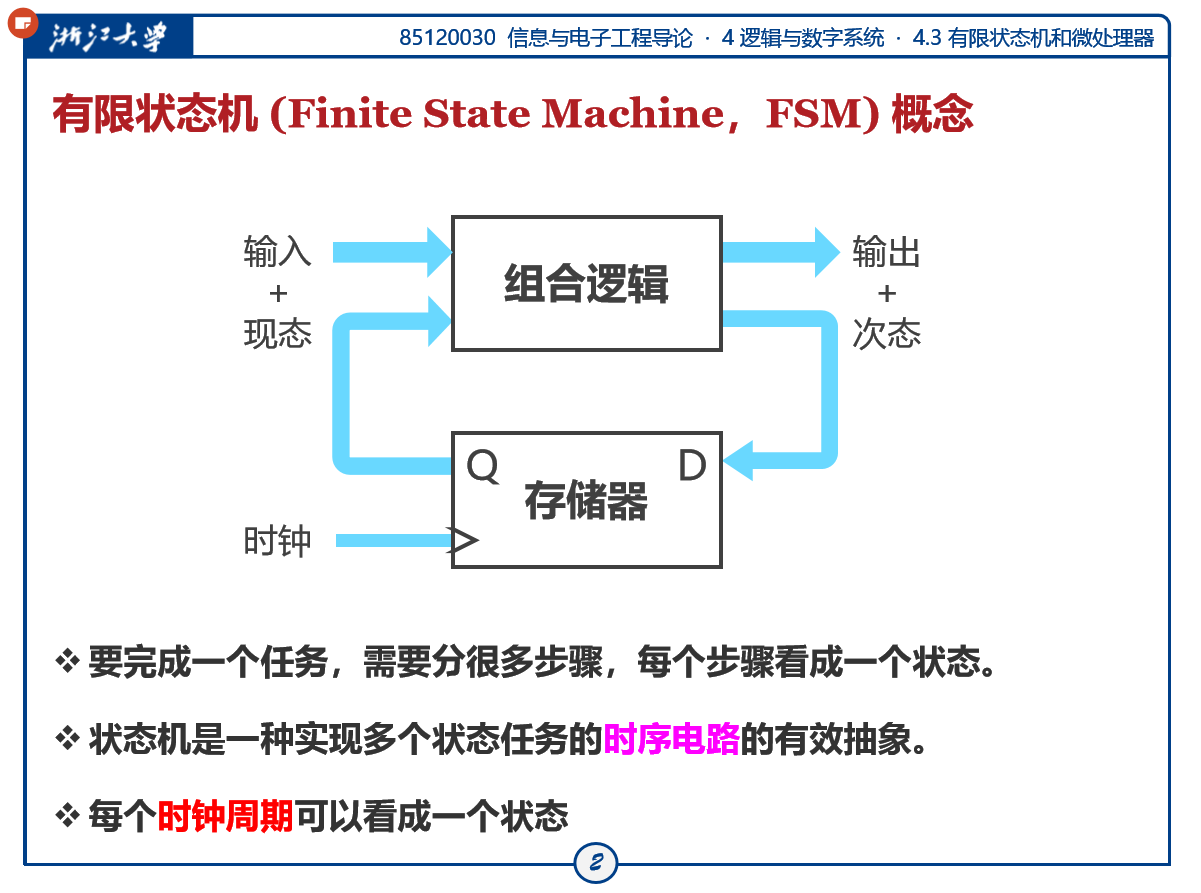 浙江大学
85120030 信息与电子工程导论 · 4 逻辑与数字系统 · 4.3 有限状态机和微处理器
有限状态机 (Finite State Machine，FSM) 概念
输入
+
现态
组合逻辑
输出
+
次态
Q
D
存储器
时钟
❖ 要完成一个任务，需要分很多步骤，每个步骤看成一个状态。
❖ 状态机是一种实现多个状态任务的时序电路的有效抽象。
❖ 每个时钟周期可以看成一个状态
2